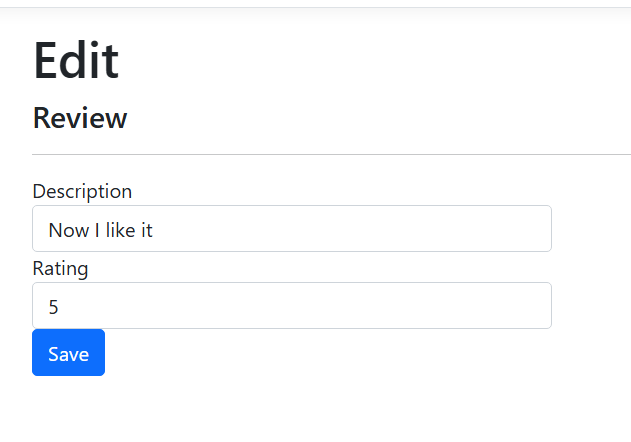 Edit
Review
Description
Now I like it
Rating
5
Save